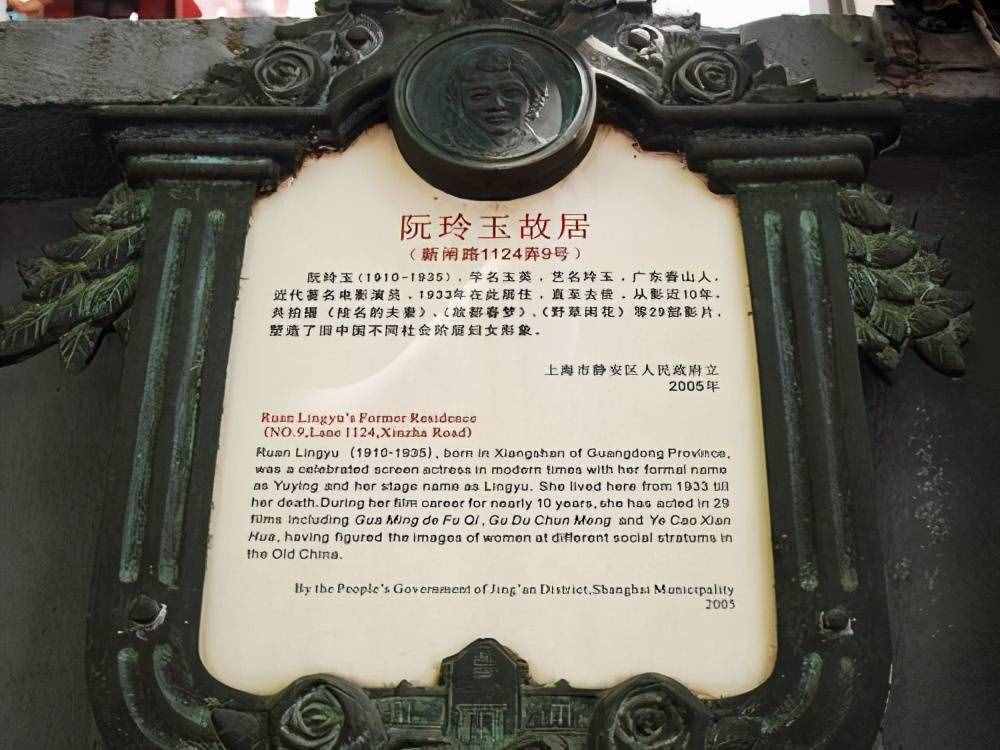 阮玲玉故居
（新闸路1124弄9号）
阮玲玉(1910-1935)，学名玉英，艺名玲玉，广东香山人，
近代著名电影演员，1933年在此居住，直至去世，从影近10年，
共拍摄《挂名的夫妻》、《故都春梦》、《野草闲花》等29部影片，
塑造了旧中国不同社会阶层妇女形象。
上海市静安区人民政府立
2005年
Ruan Lingyu's Former Residence
(NO.9,Lane 1124,Xinzha Road)
Ruan Lingyu (1910-1935), born in Xiangshan of Guangdong Province,
was a celebrated screen actress in modern times with her formal name
as Yuying and her stage name as Lingyu. She lived here from 1933 till
her death.During her film career for nearly 10 years, she has acted in 29
films including Gua Ming de Fu Qi, Gu Du Chun Meng and Ye Cao Xian
Hua, having figured the images of women at different social stratums in
the Old China.
By the People's Government of Jing'an District,Shanghai Municipality
2005